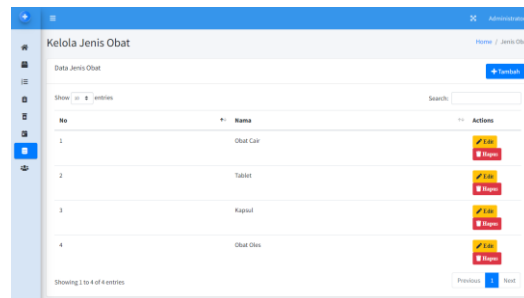 Administrator
Kelola Jenis Obat
Home / Jenis Ob
Data Jenis Obat
+ Tambah
Show 10 entries
Search:
No Nama Actions
1 Obat Cair Edit
Hapus
2 Tablet Edit
Hapus
3 Kapsul Edit
Hapus
4 Obat Oles Edit
Hapus
Showing 1 to 4 of 4 entries
Previous 1 Next